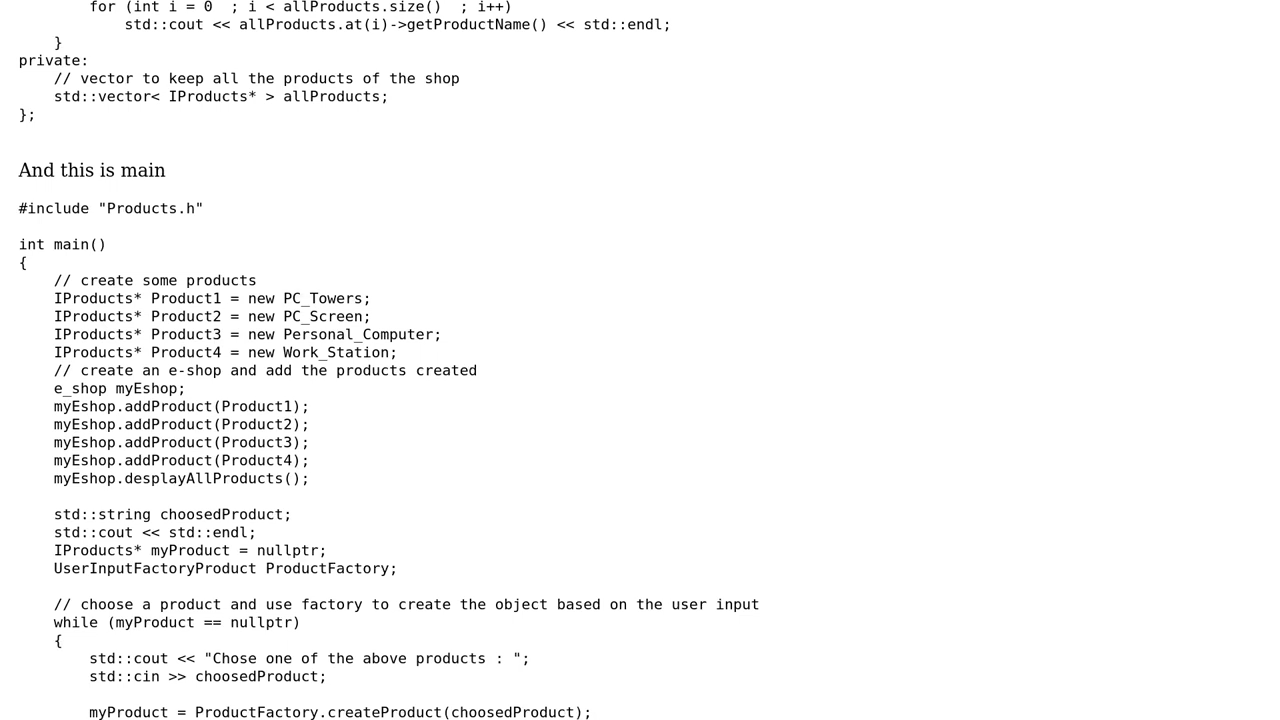 for (int i = 0  ; i < allProducts.size()  ; i++)
            std::cout << allProducts.at(i)->getProductName() << std::endl;
    }
private:
    // vector to keep all the products of the shop
    std::vector< IProducts* > allProducts;
};
And this is main
#include "Products.h"
int main()
{
    // create some products
    IProducts* Product1 = new PC_Towers;
    IProducts* Product2 = new PC_Screen;
    IProducts* Product3 = new Personal_Computer;
    IProducts* Product4 = new Work_Station;
    // create an e-shop and add the products created
    e_shop myEshop;
    myEshop.addProduct(Product1);
    myEshop.addProduct(Product2);
    myEshop.addProduct(Product3);
    myEshop.addProduct(Product4);
    myEshop.desplayAllProducts();
    std::string choosedProduct;
    std::cout << std::endl;
    IProducts* myProduct = nullptr;
    UserInputFactoryProduct ProductFactory;
    // choose a product and use factory to create the object based on the user input
    while (myProduct == nullptr)
    {
        std::cout << "Chose one of the above products : ";
        std::cin >> choosedProduct;
        myProduct = ProductFactory.createProduct(choosedProduct);